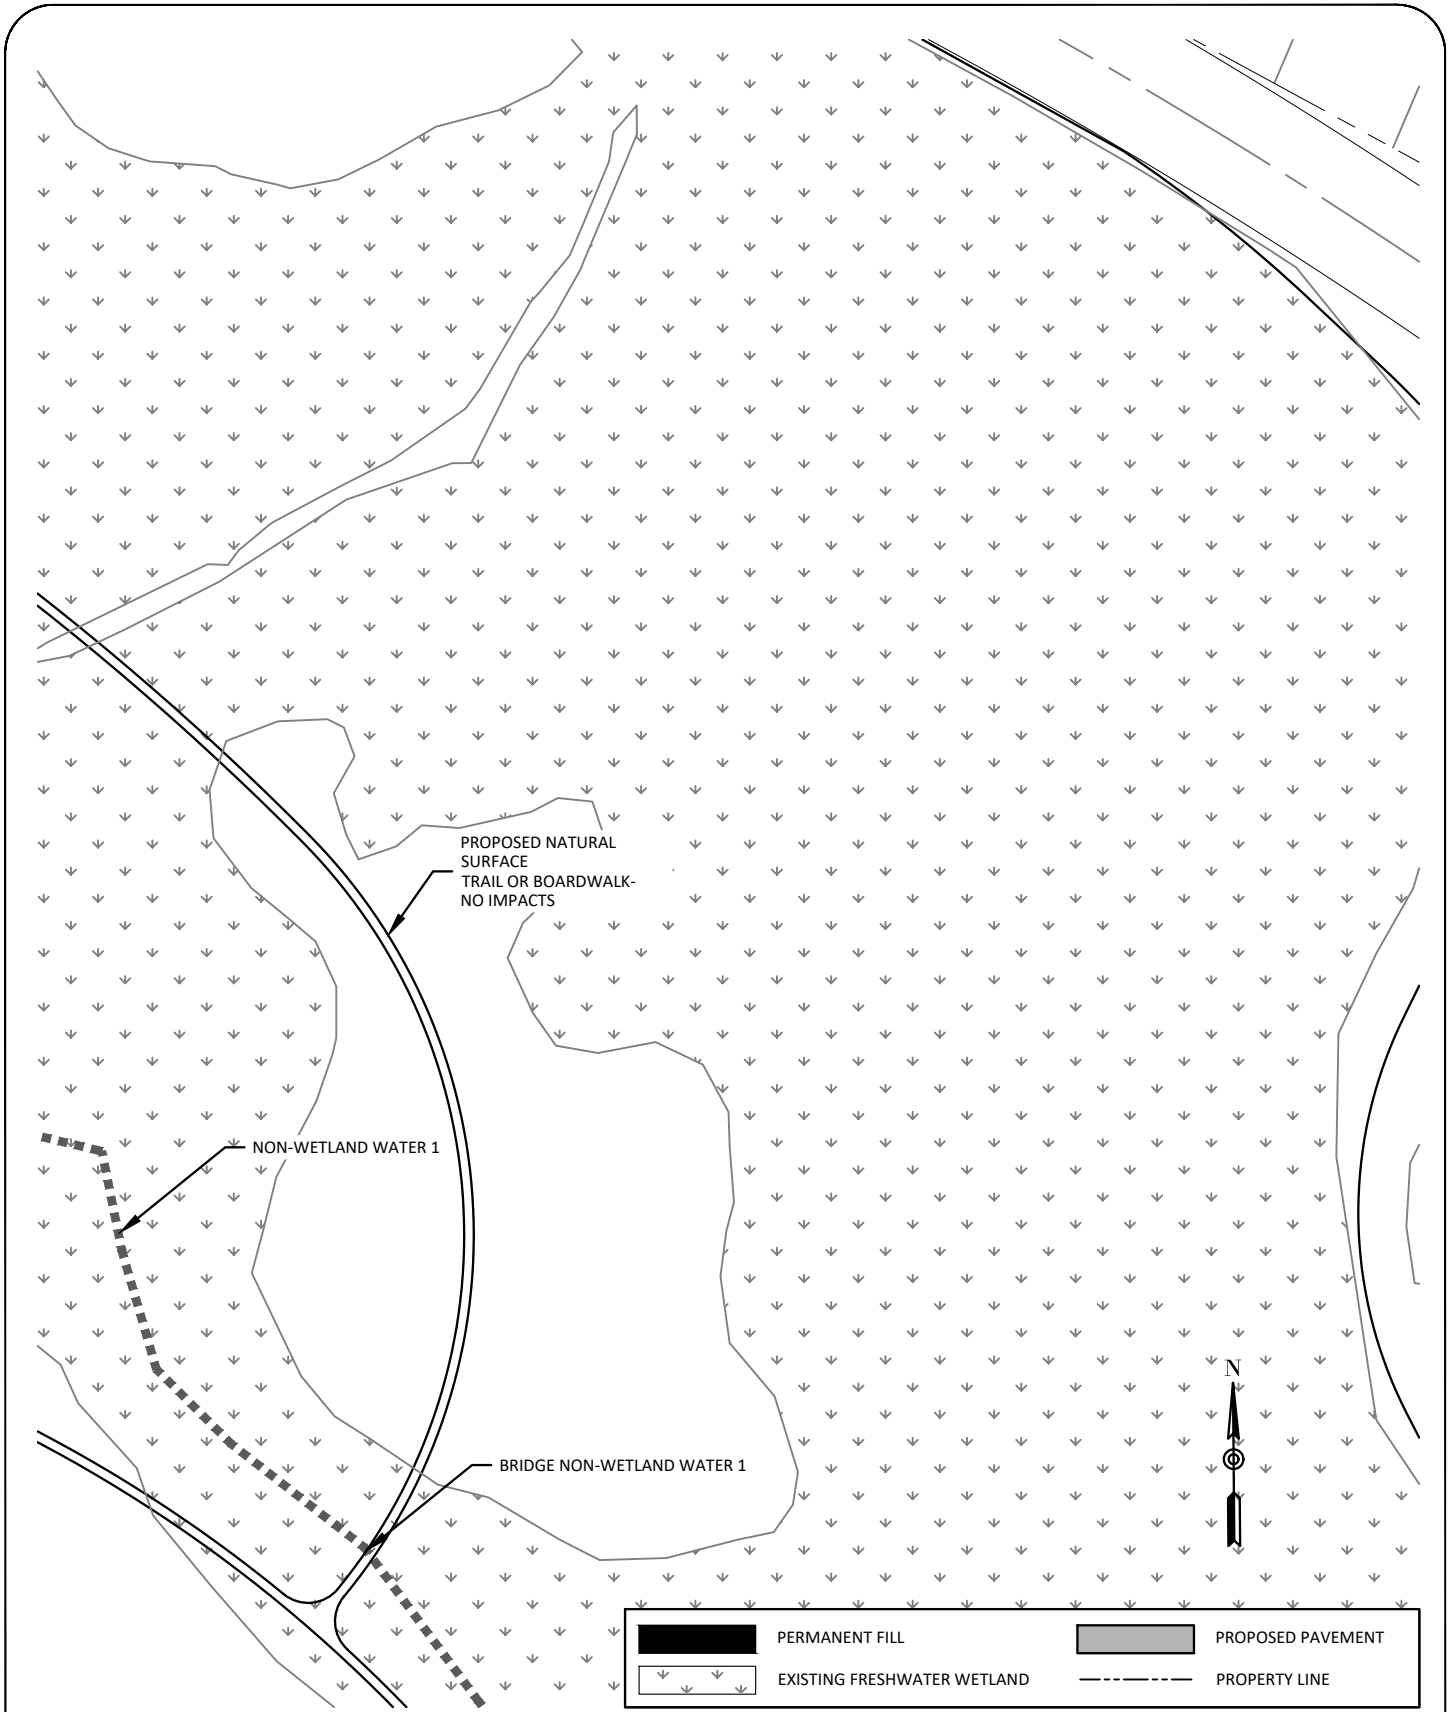 PROPOSED NATURAL
SURFACE
TRAIL OR BOARDWALK-
NO IMPACTS
NON-WETLAND WATER 1
N
BRIDGE NON-WETLAND WATER 1
PERMANENT FILL
PROPOSED PAVEMENT
EXISTING FRESHWATER WETLAND
PROPERTY LINE